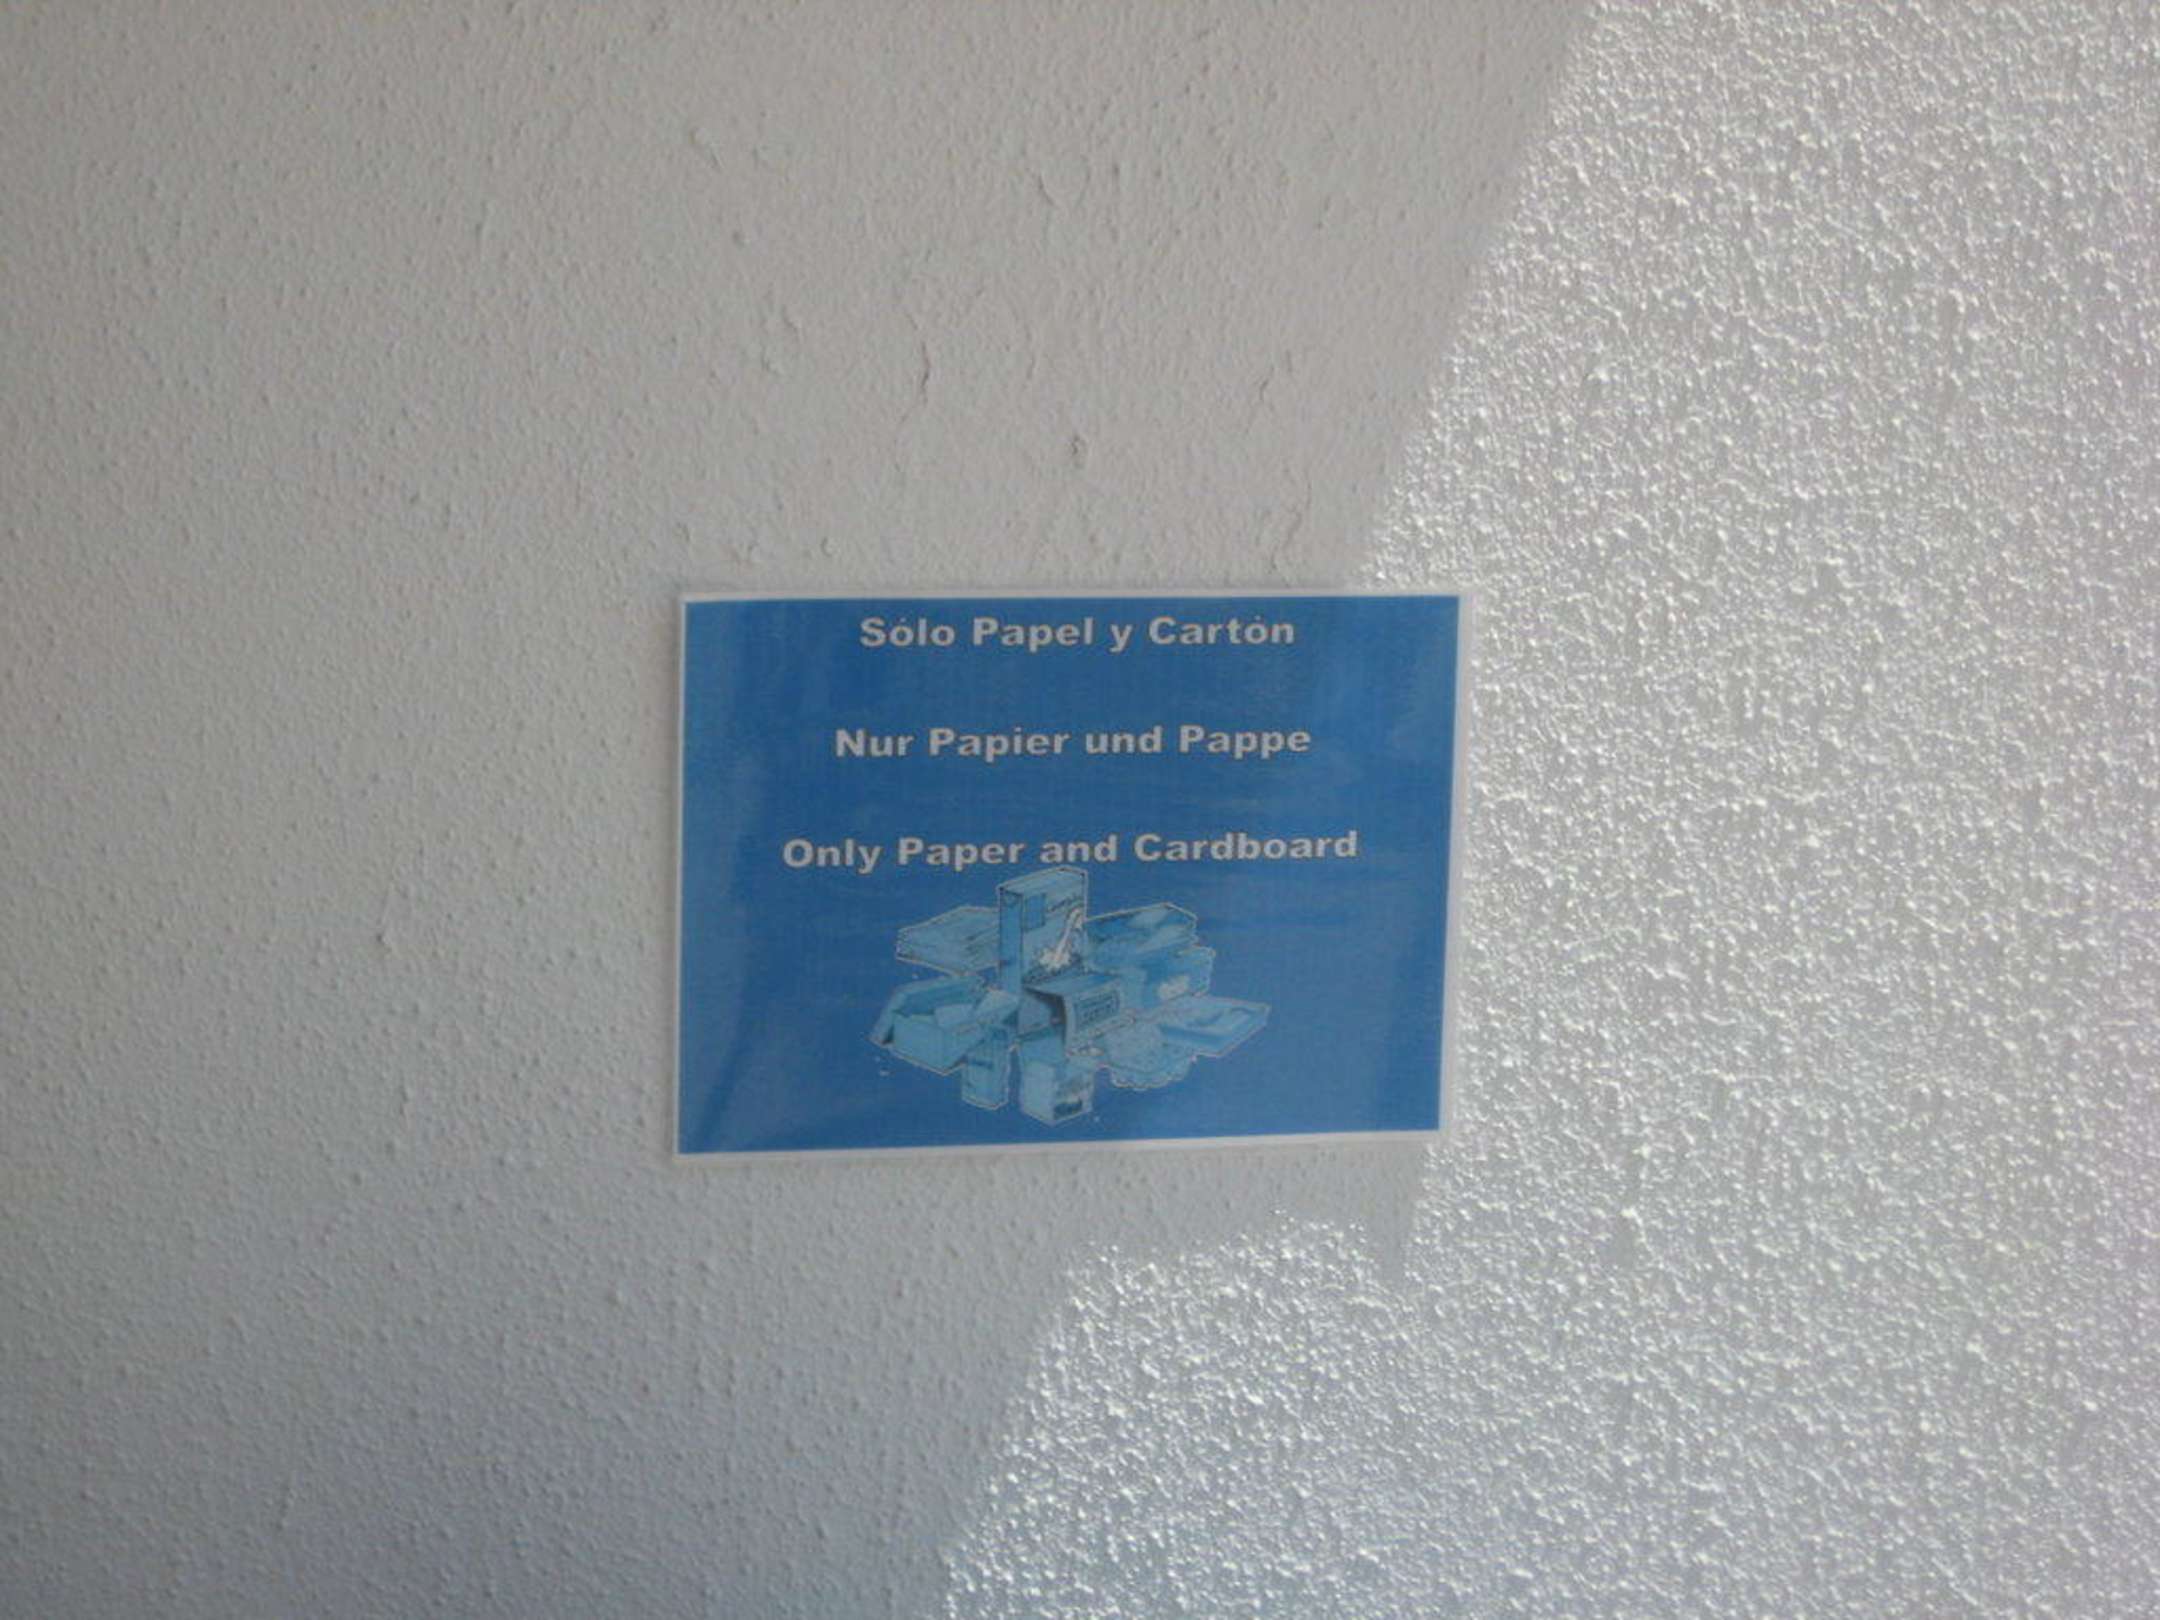 Sólo Papel y Cartón
Nur Papier und Pappe
Only Paper and Cardboard